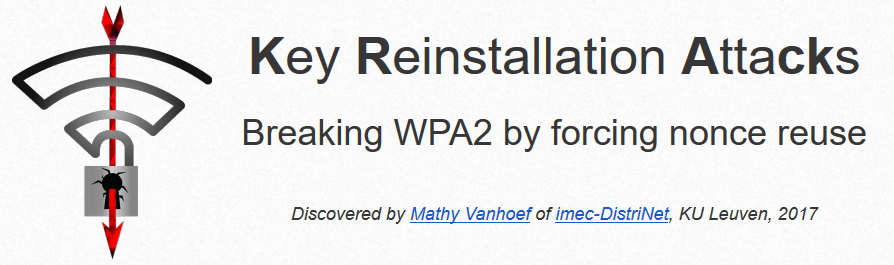 Key Reinstallation Attacks
Breaking WPA2 by forcing nonce reuse
Discovered by Mathy Vanhoef of imec-DistriNet, KU Leuven, 2017